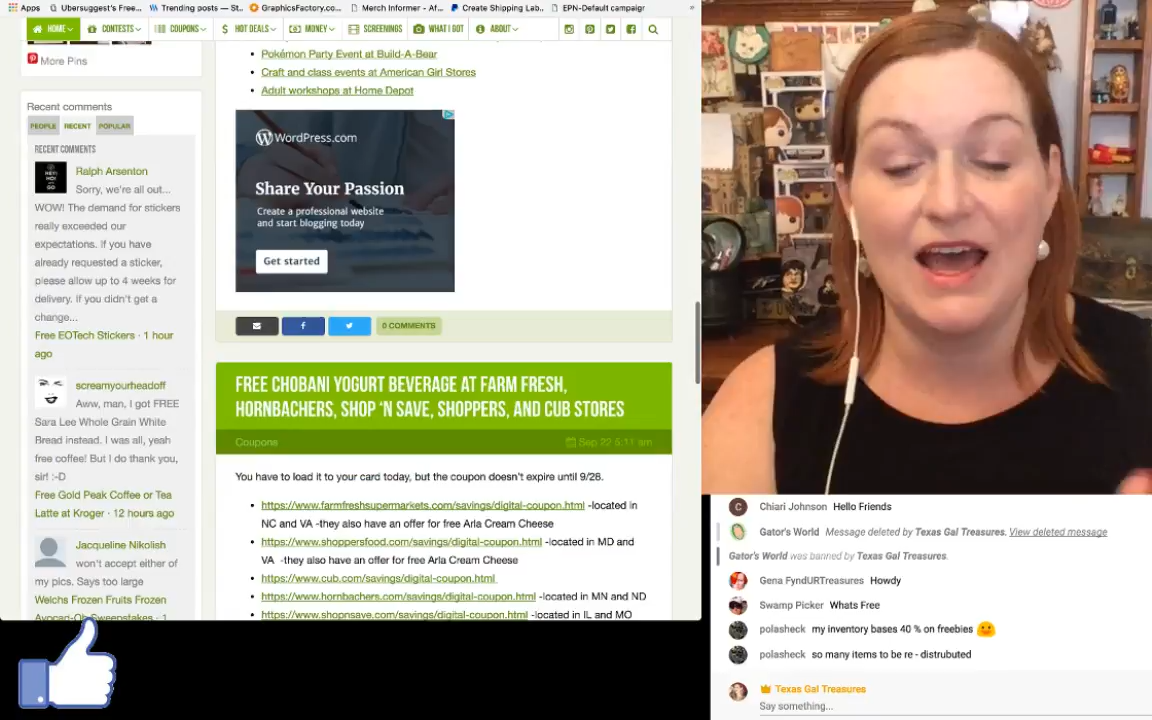 Apps Ubersuggest's Free... Trending posts — St... GraphicsFactory.co... Merch Informer - Af... Create Shipping Lab... EPN-Default campaign »
HOME CONTESTS COUPONS $ HOT DEALS MONEY SCREENINGS WHAT I GOT ABOUT
More Pins
Recent comments
PEOPLE RECENT POPULAR
RECENT COMMENTS
Ralph Arsenton
Sorry, we're all out...
WOW! The demand for stickers
really exceeded our
expectations. If you have
already requested a sticker,
please allow up to 4 weeks for
delivery. If you didn't get a
change...
Free EOTech Stickers · 1 hour
ago
screamyourheadoff
Aww, man, I got FREE
Sara Lee Whole Grain White
Bread instead. I was all, yeah
free coffee! But I do thank you,
sir! :-D
Free Gold Peak Coffee or Tea
Latte at Kroger · 12 hours ago
Jacqueline Nikolish
won't accept either of
my pics. Says too large
Welchs Frozen Fruits Frozen
Sweepstakes · 1
Pokémon Party Event at Build-A-Bear
Craft and class events at American Girl Stores
Adult workshops at Home Depot
WordPress.com
Share Your Passion
Create a professional website
and start blogging today
Get started
0 COMMENTS
FREE CHOBANI YOGURT BEVERAGE AT FARM FRESH,
HORNBACHERS, SHOP 'N SAVE, SHOPPERS, AND CUB STORES
Coupons Sep 22 5:11 am
You have to load it to your card today, but the coupon doesn't expire until 9/28.
https://www.farmfreshsupermarkets.com/savings/digital-coupon.html -located in
NC and VA -they also have an offer for free Arla Cream Cheese
https://www.shoppersfood.com/savings/digital-coupon.html -located in MD and
VA -they also have an offer for free Arla Cream Cheese
https://www.cub.com/savings/digital-coupon.html
https://www.hornbachers.com/savings/digital-coupon.html -located in MN and ND
https://www.shopnsave.com/savings/digital-coupon.html -located in IL and MO
C Chiari Johnson Hello Friends
Gator's World Message deleted by Texas Gal Treasures. View deleted message
Gator's World was banned by Texas Gal Treasures.
Gena FyndURTreasures Howdy
Swamp Picker Whats Free
polasheck my inventory bases 40 % on freebies
polasheck so many items to be re - distrubuted
Texas Gal Treasures
Say something...